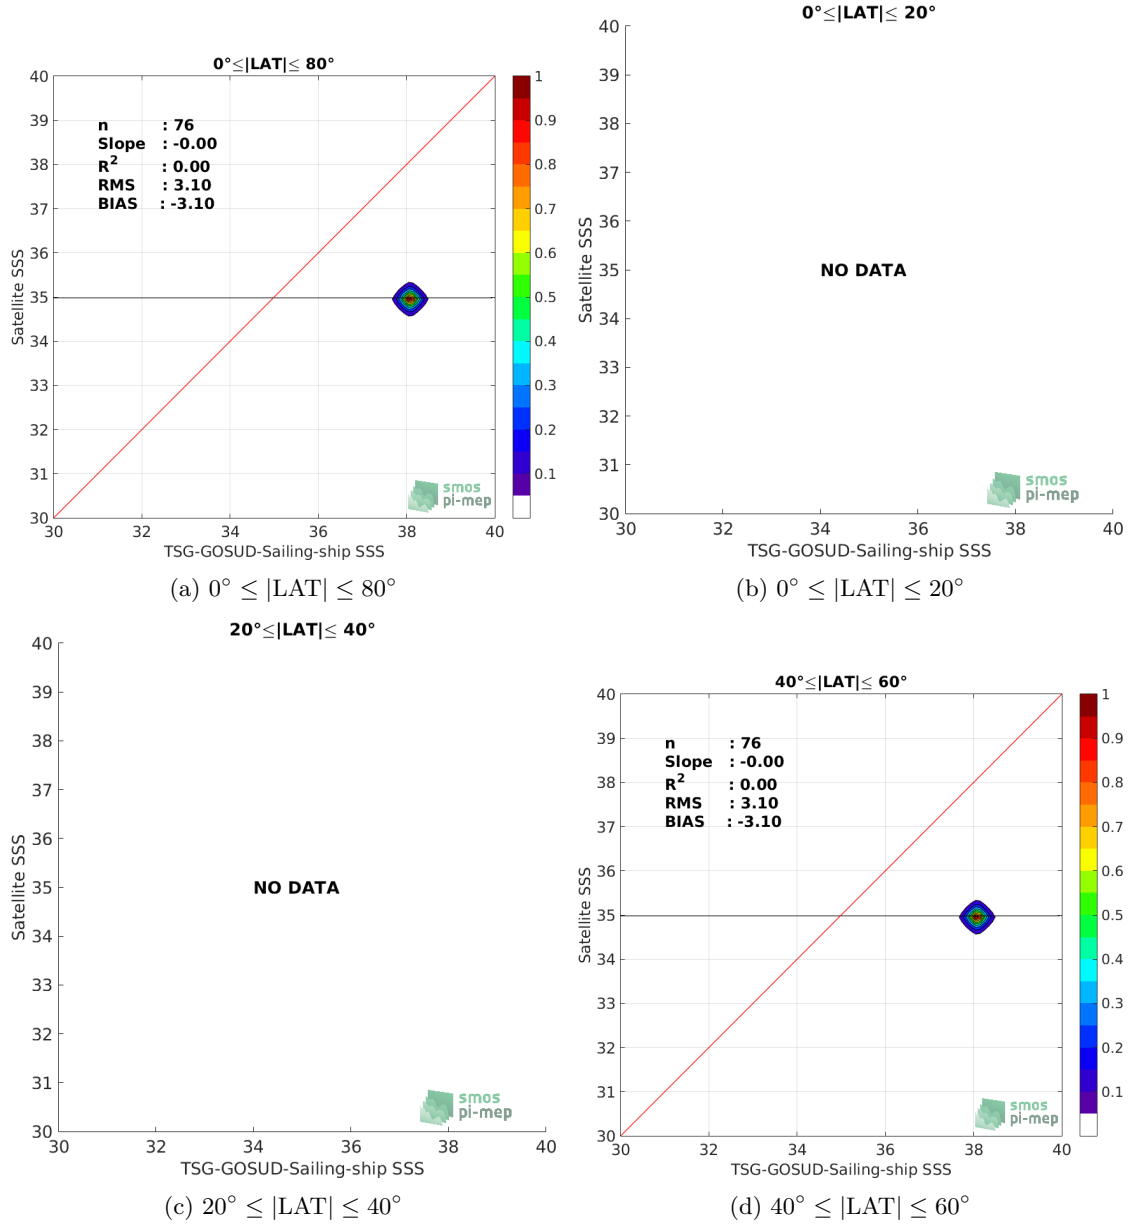 0°≤|LAT|≤ 80°
40
39
38
37
36
35
34
33
32
31
30
Satellite SSS
n : 76
Slope : -0.00
R² : 0.00
RMS : 3.10
BIAS : -3.10
smos
pi-mep
30 32 34 36 38 40
TSG-GOSUD-Sailing-ship SSS
1
0.9
0.8
0.7
0.6
0.5
0.4
0.3
0.2
0.1
(a) 0° ≤ |LAT| ≤ 80°
0°≤|LAT|≤ 20°
40
39
38
37
36
35
34
33
32
31
30
Satellite SSS
NO DATA
smos
pi-mep
30 32 34 36 38 40
TSG-GOSUD-Sailing-ship SSS
(b) 0° ≤ |LAT| ≤ 20°
20°≤|LAT|≤ 40°
40
39
38
37
36
35
34
33
32
31
30
Satellite SSS
NO DATA
smos
pi-mep
30 32 34 36 38 40
TSG-GOSUD-Sailing-ship SSS
(c) 20° ≤ |LAT| ≤ 40°
40°≤|LAT|≤ 60°
40
39
38
37
36
35
34
33
32
31
30
Satellite SSS
n : 76
Slope : -0.00
R² : 0.00
RMS : 3.10
BIAS : -3.10
smos
pi-mep
30 32 34 36 38 40
TSG-GOSUD-Sailing-ship SSS
1
0.9
0.8
0.7
0.6
0.5
0.4
0.3
0.2
0.1
(d) 40° ≤ |LAT| ≤ 60°